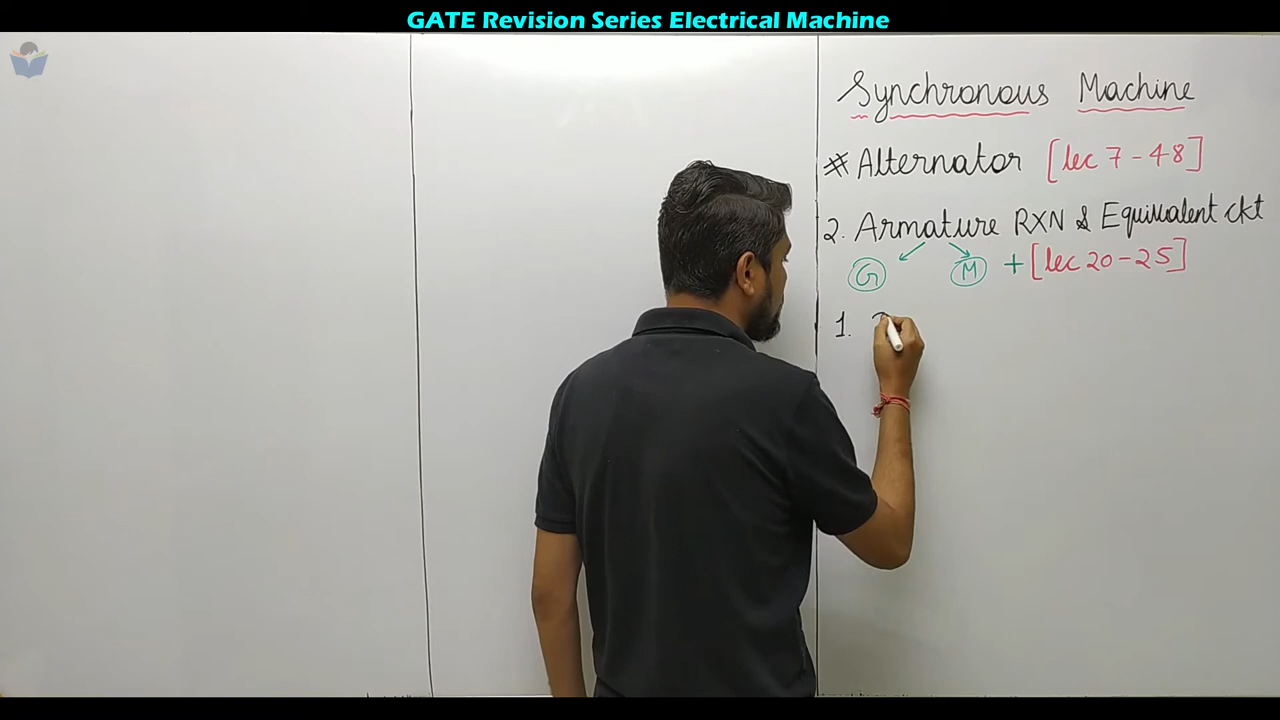 GATE Revision Series Electrical Machine
Synchronous Machine
# Alternator [lec 7 - 48]
2. Armature RXN & Equivalent ckt
G M + [lec 20 - 25]
1.